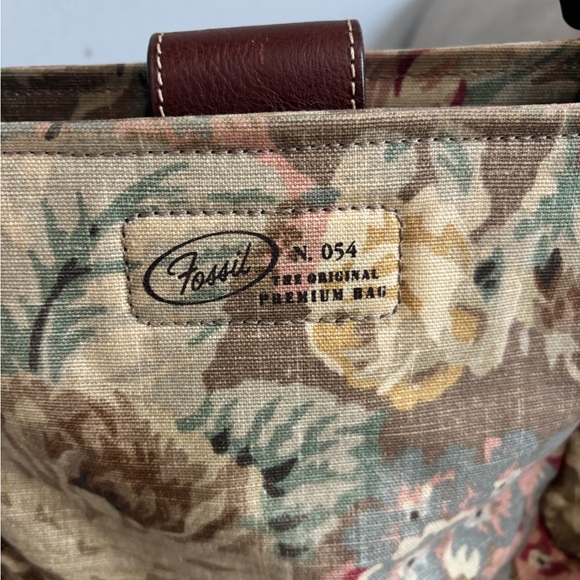 Fossil
N. 054
THE ORIGINAL
PREMIUM BAG